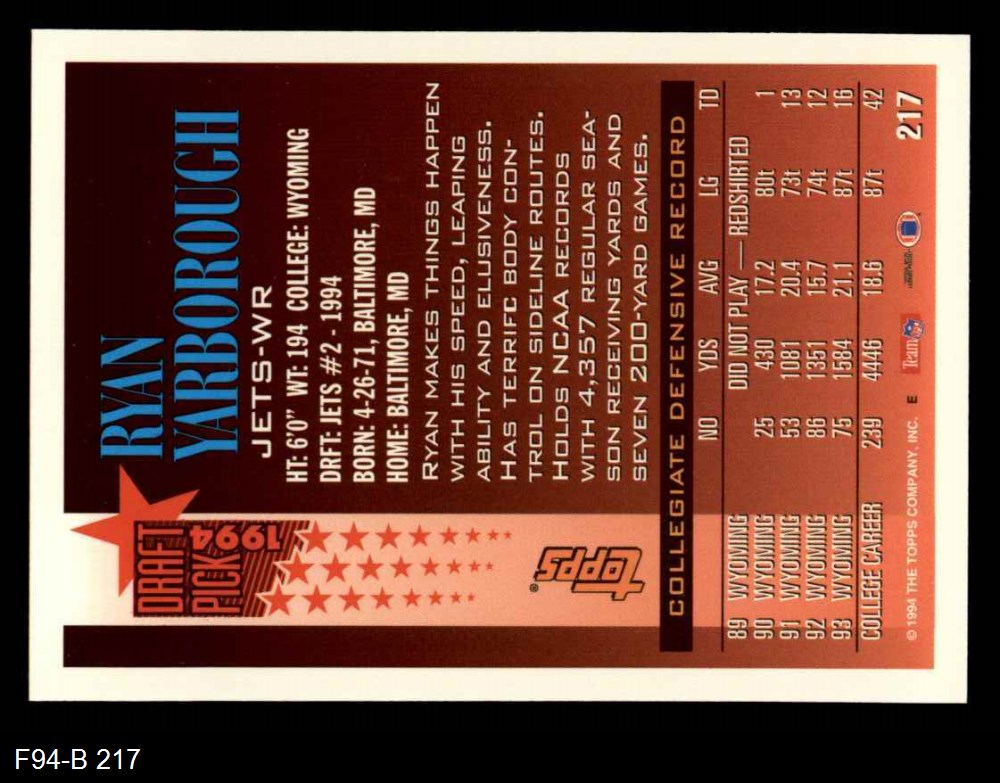 DRAFT
PICK
1994
RYAN
YARBOROUGH
JETS-WR
HT: 6'0" WT: 194 COLLEGE: WYOMING
DRFT: JETS #2 - 1994
BORN: 4-26-71, BALTIMORE, MD
HOME: BALTIMORE, MD
RYAN MAKES THINGS HAPPEN
WITH HIS SPEED, LEAPING
ABILITY AND ELUSIVENESS.
HAS TERRIFC BODY CON-
TROL ON SIDELINE ROUTES.
HOLDS NCAA RECORDS
WITH 4,357 REGULAR SEA-
SON RECEIVING YARDS AND
SEVEN 200-YARD GAMES.
TOPPS®
COLLEGIATE DEFENSIVE RECORD
NO YDS AVG LG TD
89 WYOMING DID NOT PLAY — REDSHIRTED
90 WYOMING 25 430 17.2 80t 1
91 WYOMING 53 1081 20.4 73t 13
92 WYOMING 86 1351 15.7 74t 12
93 WYOMING 75 1584 21.1 87t 16
COLLEGE CAREER 239 4446 18.6 87t 42
© 1994 THE TOPPS COMPANY, INC. E Team 217
F94-B 217